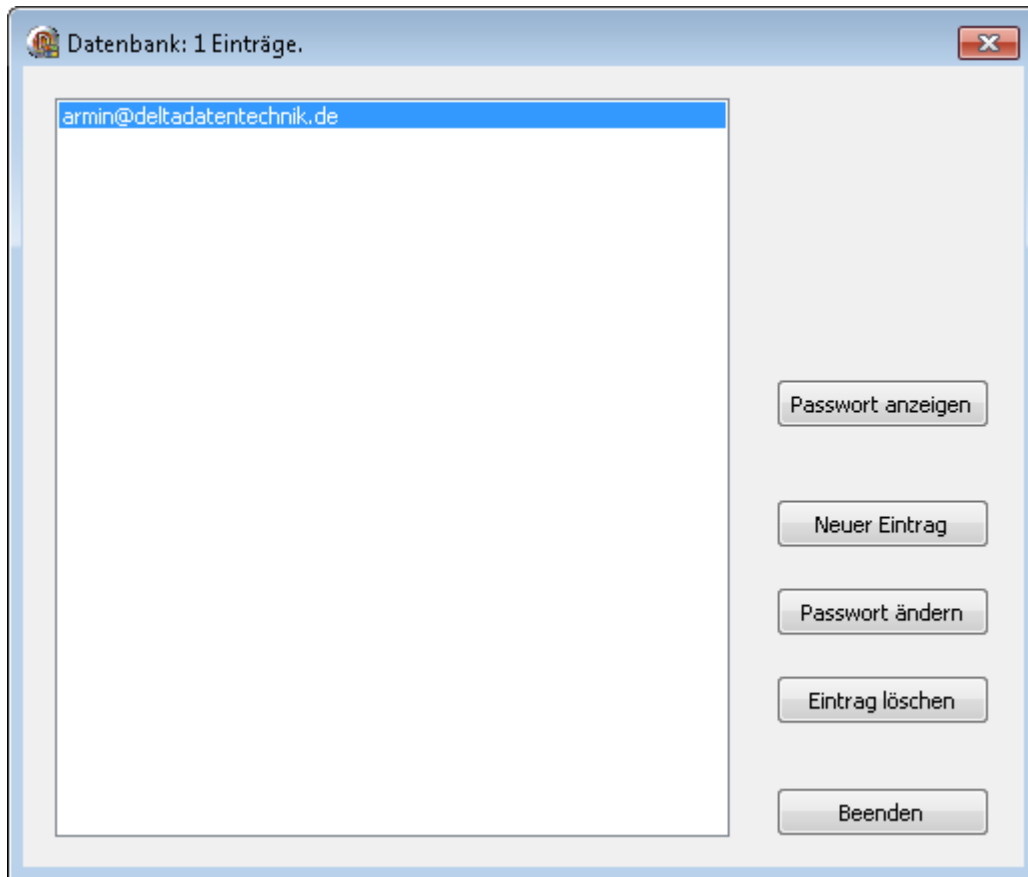 Datenbank: 1 Einträge.
armin@deltadatentechnik.de
Passwort anzeigen
Neuer Eintrag
Passwort ändern
Eintrag löschen
Beenden